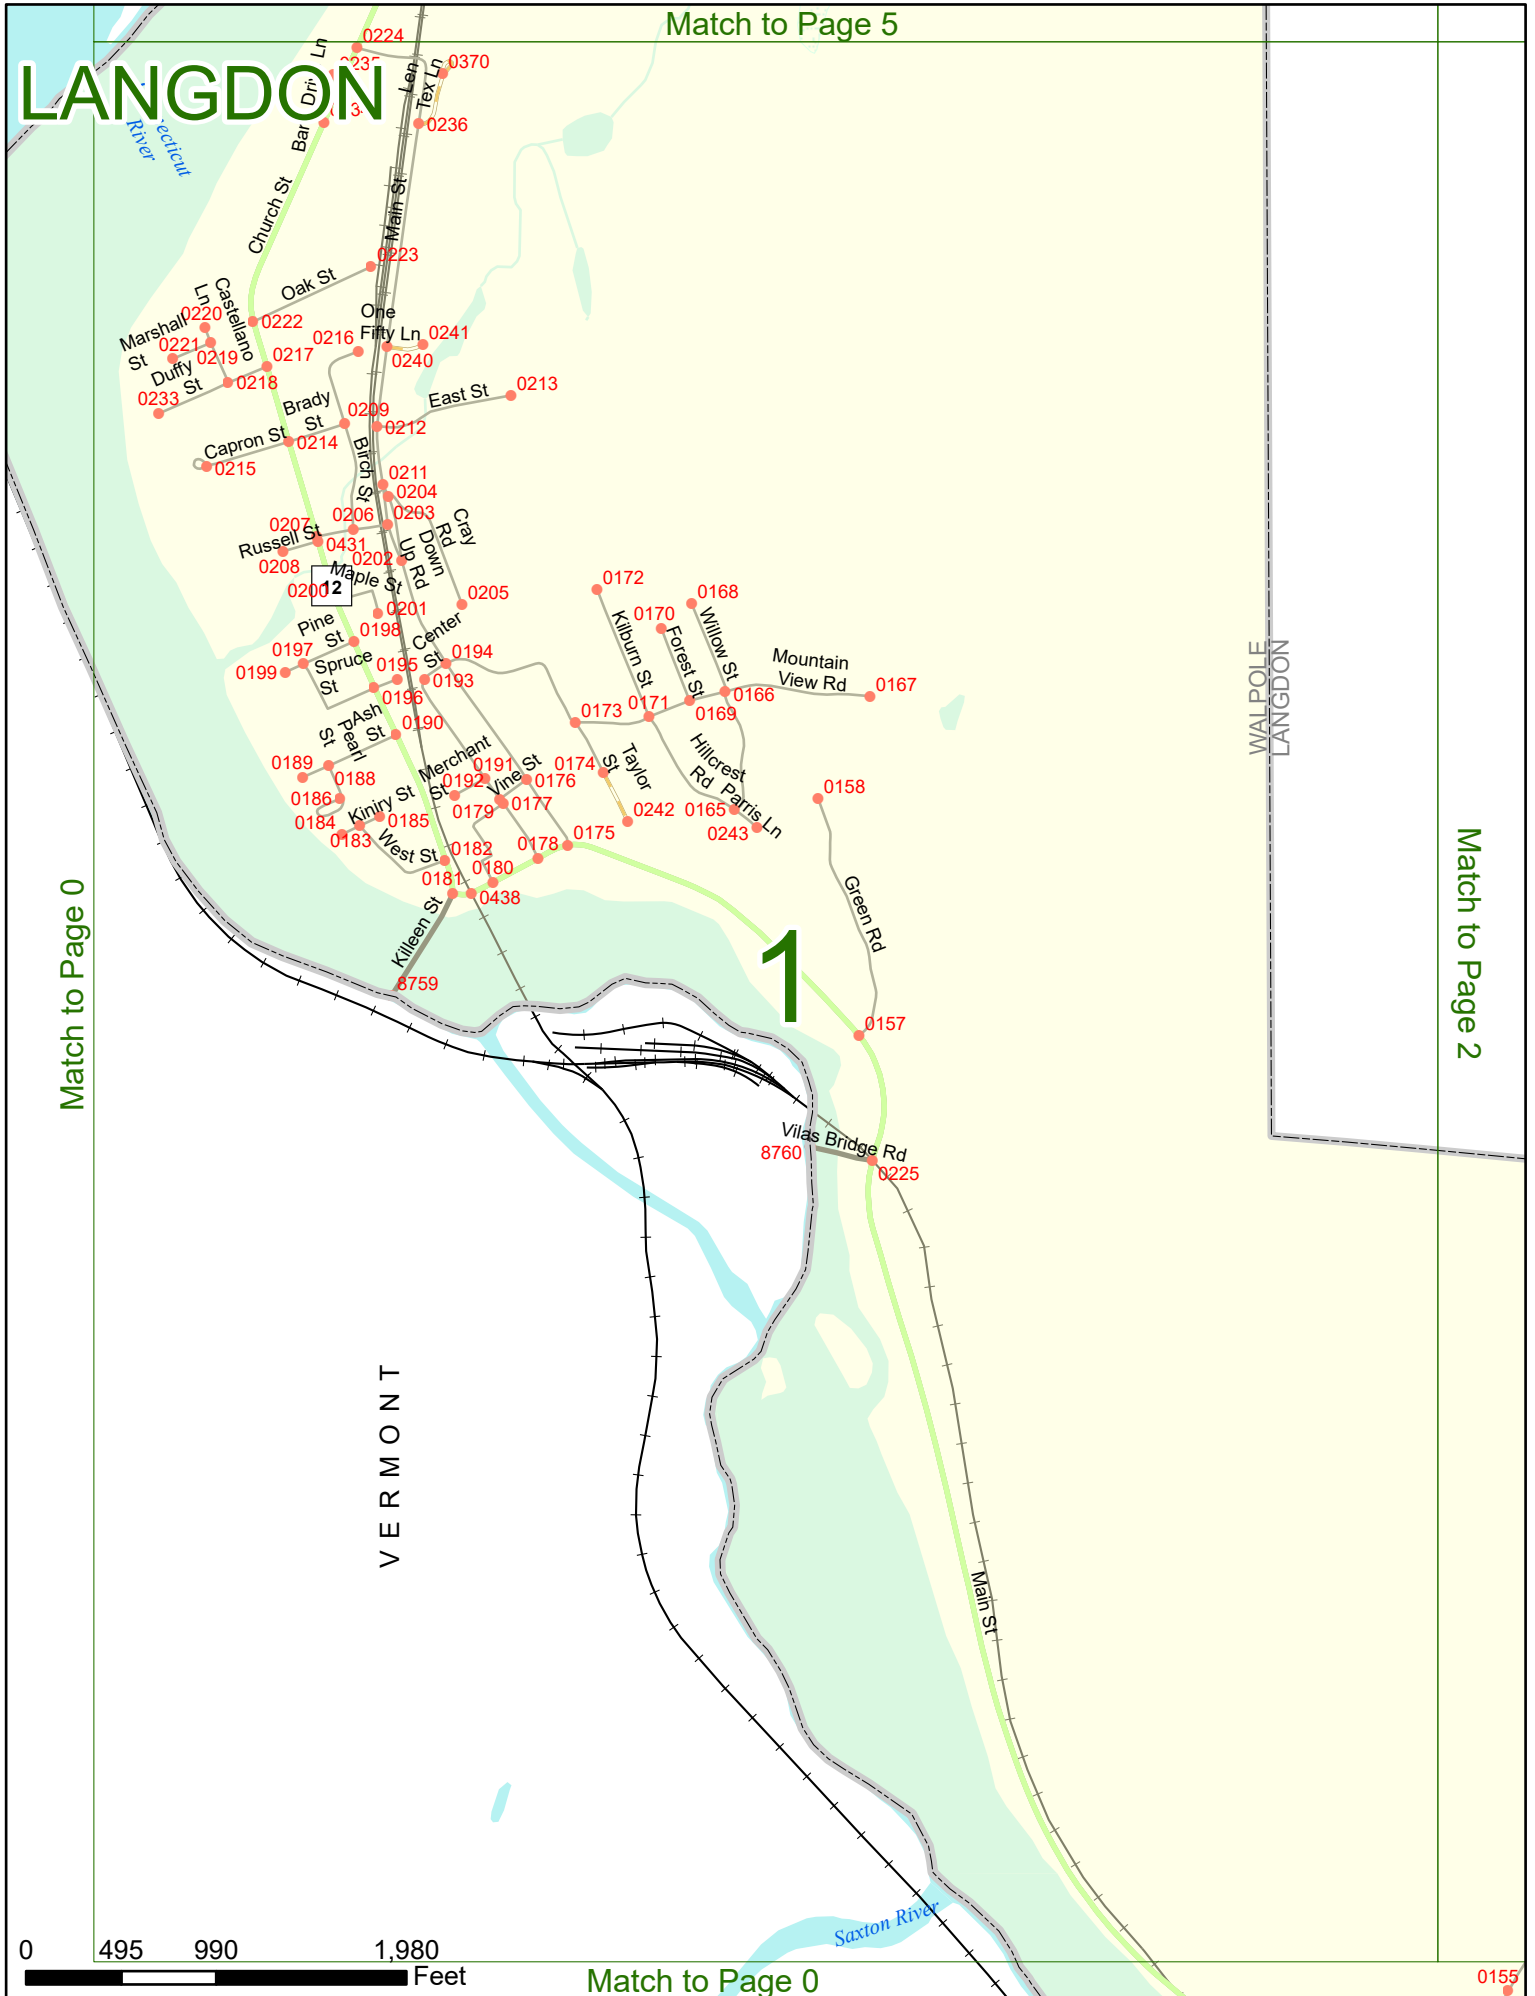 Match to Page 5
LANGDON
0224
Ln
0370
Len
Tex Ln
0236
River
Church St
Main St
0223
Oak St
Castellano
Ln
0220
0222
One
Fifty Ln
0241
0216
0240
Marshall
St
0221
0219
0217
Duffy
St
0218
0233
0213
East St
Brady
St
0209
0212
Capron St
0214
0215
Birch St
0211
0204
0207
0206
0203
Cray
Rd
Down
Russell St
0431
0208
0202
Up Rd
Maple St
0200
12
0201
0205
0172
0168
0170
Pine
St
0198
Center
St
Kilburn St
Forest St
Willow St
0197
0199
Spruce
St
0195
0194
0193
0196
Mountain
View Rd
0167
0166
0171
0169
0173
WALPOLE
LANGDON
Ash
St
0190
Pearl
St
Merchant
St
0191
Vine St
0192
0176
0174
Taylor
St
Hillcrest
Rd
0189
0188
0186
0179
0177
0158
0165
Parris Ln
0243
0242
Kiniry St
0184
0185
0183
West St
0182
0178
0175
0181
0180
0438
Killeen St
Green Rd
8759
1
0157
Match to Page 0
Match to Page 2
Vilas Bridge Rd
8760
0225
VERMONT
Main St
Saxton River
0
495
990
1,980
Feet
Match to Page 0
0155